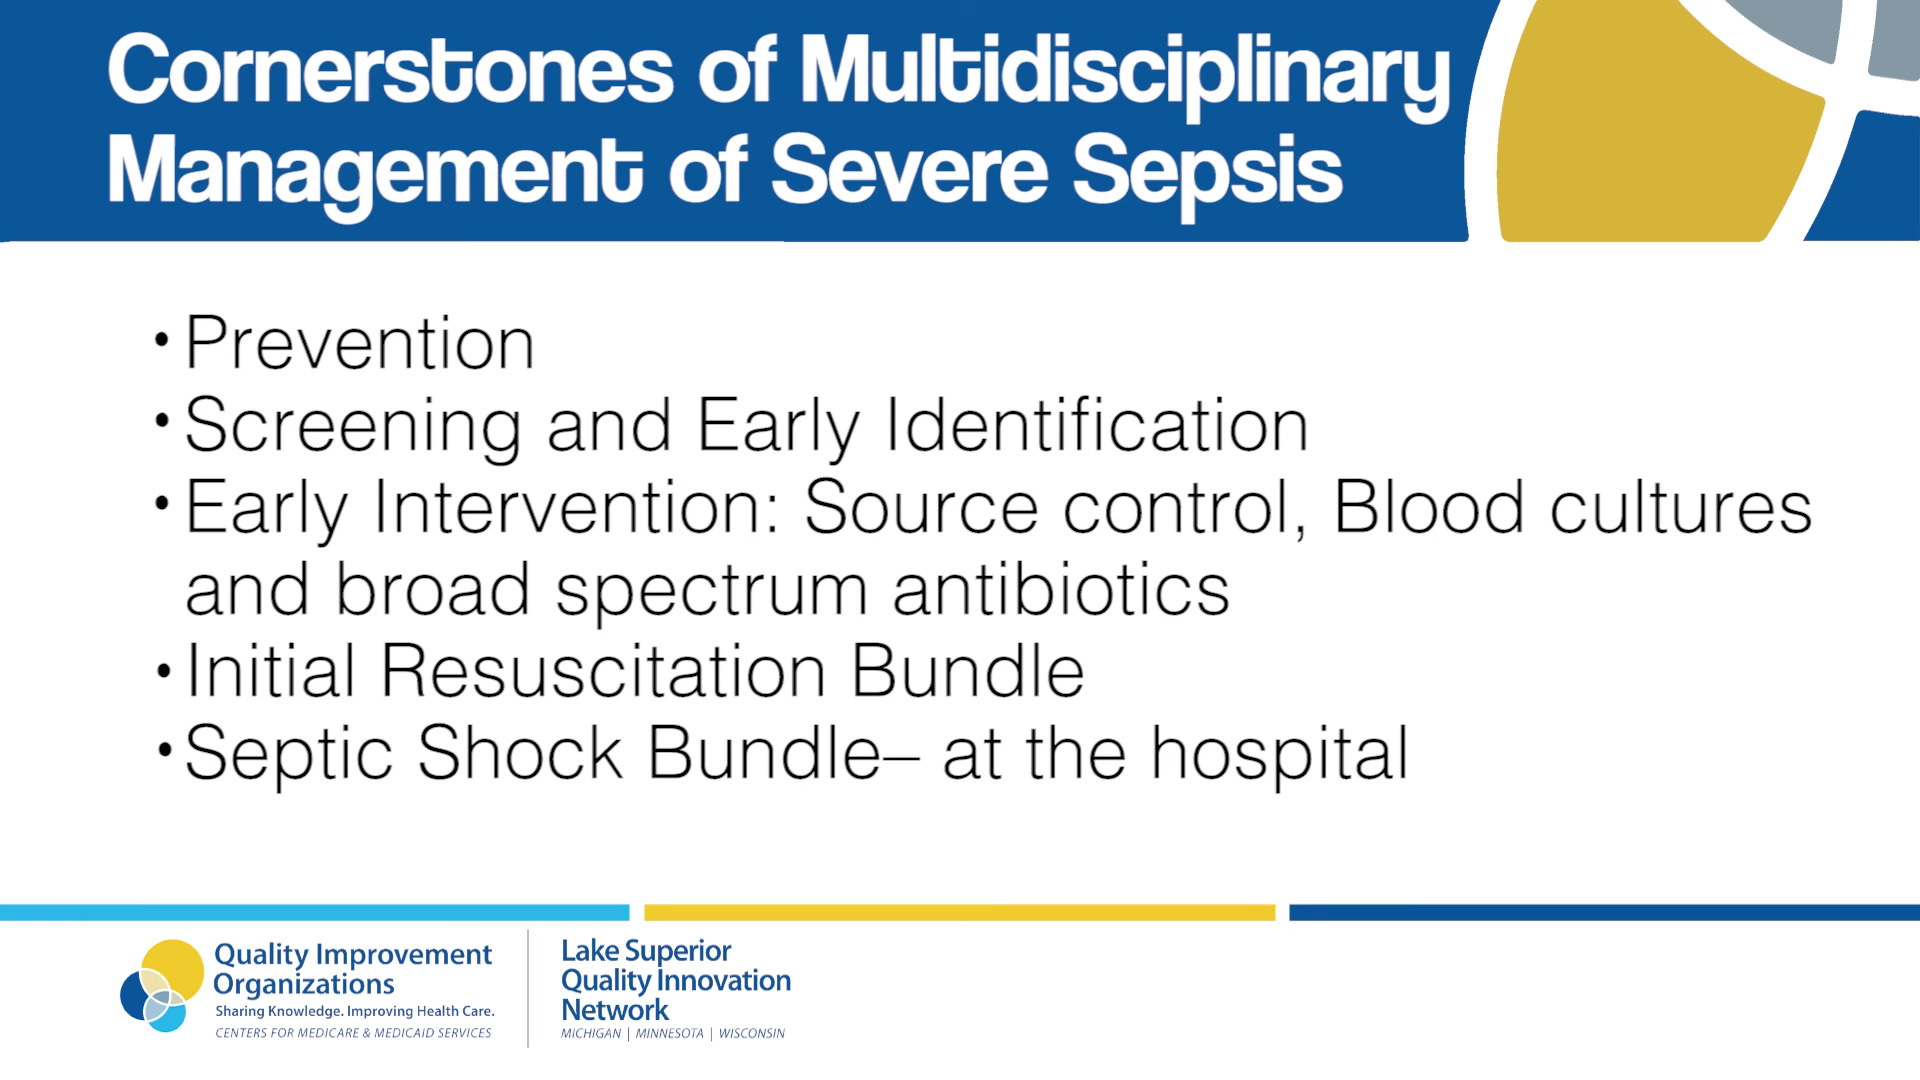 Cornerstones of Multidisciplinary
Management of Severe Sepsis
• Prevention
• Screening and Early Identification
• Early Intervention: Source control, Blood cultures
and broad spectrum antibiotics
• Initial Resuscitation Bundle
• Septic Shock Bundle– at the hospital
Quality Improvement
Organizations
Sharing Knowledge. Improving Health Care.
CENTERS FOR MEDICARE & MEDICAID SERVICES
Lake Superior
Quality Innovation
Network
MICHIGAN | MINNESOTA | WISCONSIN